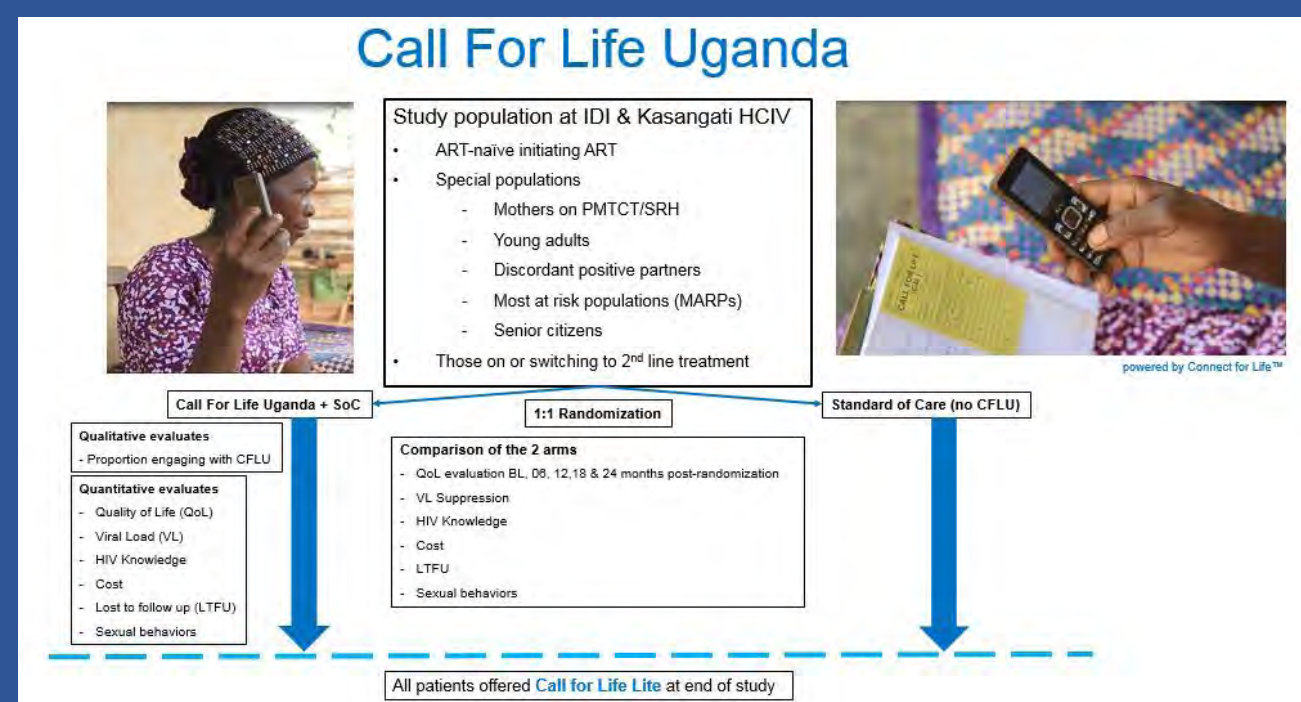 Call For Life Uganda
Study population at IDI & Kasangati HCIV
• ART-naïve initiating ART
• Special populations
- Mothers on PMTCT/SRH
- Young adults
- Discordant positive partners
- Most at risk populations (MARPs)
- Senior citizens
• Those on or switching to 2nd line treatment
CALL FOR LIFE
powered by Connect for Life™
Call For Life Uganda + SoC
1:1 Randomization
Standard of Care (no CFLU)
Qualitative evaluates
- Proportion engaging with CFLU
Quantitative evaluates
- Quality of Life (QoL)
- Viral Load (VL)
- HIV Knowledge
- Cost
- Lost to follow up (LTFU)
- Sexual behaviors
Comparison of the 2 arms
- QoL evaluation BL, 06, 12,18 & 24 months post-randomization
- VL Suppression
- HIV Knowledge
- Cost
- LTFU
- Sexual behaviors
All patients offered Call for Life Lite at end of study